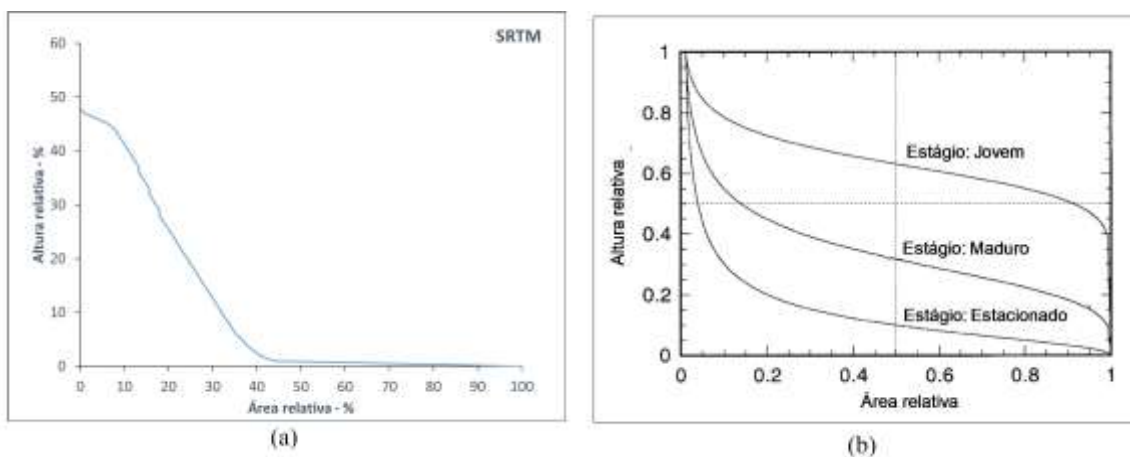 SRTM
Altura relativa - %
60
50
40
30
20
10
0
0 10 20 30 40 50 60 70 80 90 100
Área relativa - %
(a)
Altura relativa
1
0.8
0.6
0.4
0.2
0
Estágio: Jovem
Estágio: Maduro
Estágio: Estacionado
0 0.2 0.4 0.6 0.8 1
Área relativa
(b)